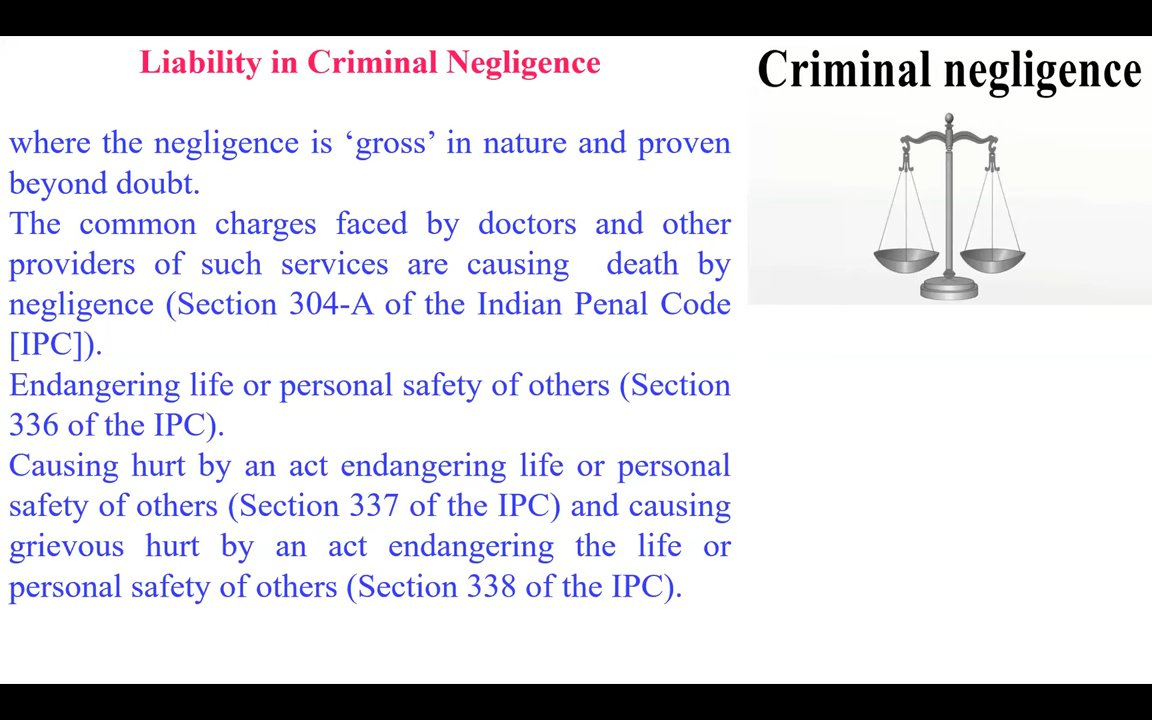 Liability in Criminal Negligence
Criminal negligence
where the negligence is ‘gross’ in nature and proven
beyond doubt.
The common charges faced by doctors and other
providers of such services are causing death by
negligence (Section 304-A of the Indian Penal Code
[IPC]).
Endangering life or personal safety of others (Section
336 of the IPC).
Causing hurt by an act endangering life or personal
safety of others (Section 337 of the IPC) and causing
grievous hurt by an act endangering the life or
personal safety of others (Section 338 of the IPC).